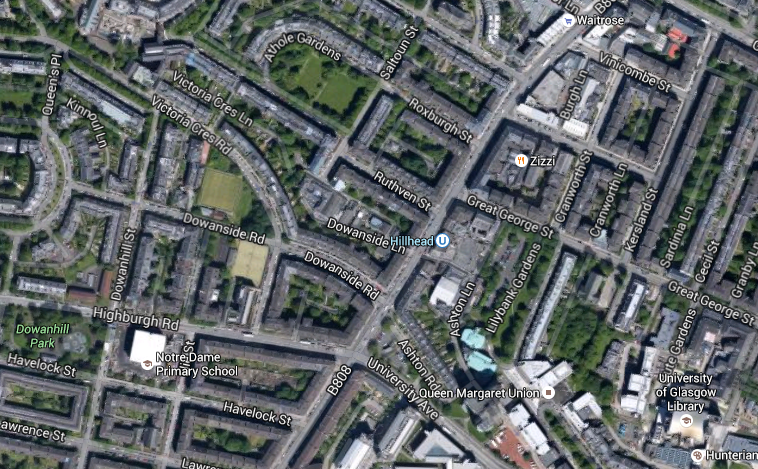 Waitrose
B8
Athole Gardens
Saltoun St
Vinicombe St
Queen's Pl
Victoria Cres Ln
Burgh Ln
Kinnoull Ln
Victoria Cres Rd
Roxburgh St
Zizzi
Cranworth St
Cranworth Ln
Ruthven St
Great George St
Kersland St
Dowanside Rd
Dowanside Ln
Hillhead
U
Sardinia Ln
Cecil St
Granby Ln
Dowanhill St
Dowanside Rd
Lilybank Gardens
Ashton Ln
Great George St
Highburgh Rd
Dowanhill
Park
Notre Dame
Primary School
St
Havelock St
B808
Ashton Rd
University Ave
Queen Margaret Union
University
of Glasgow
Library
Havelock St
Hunterian